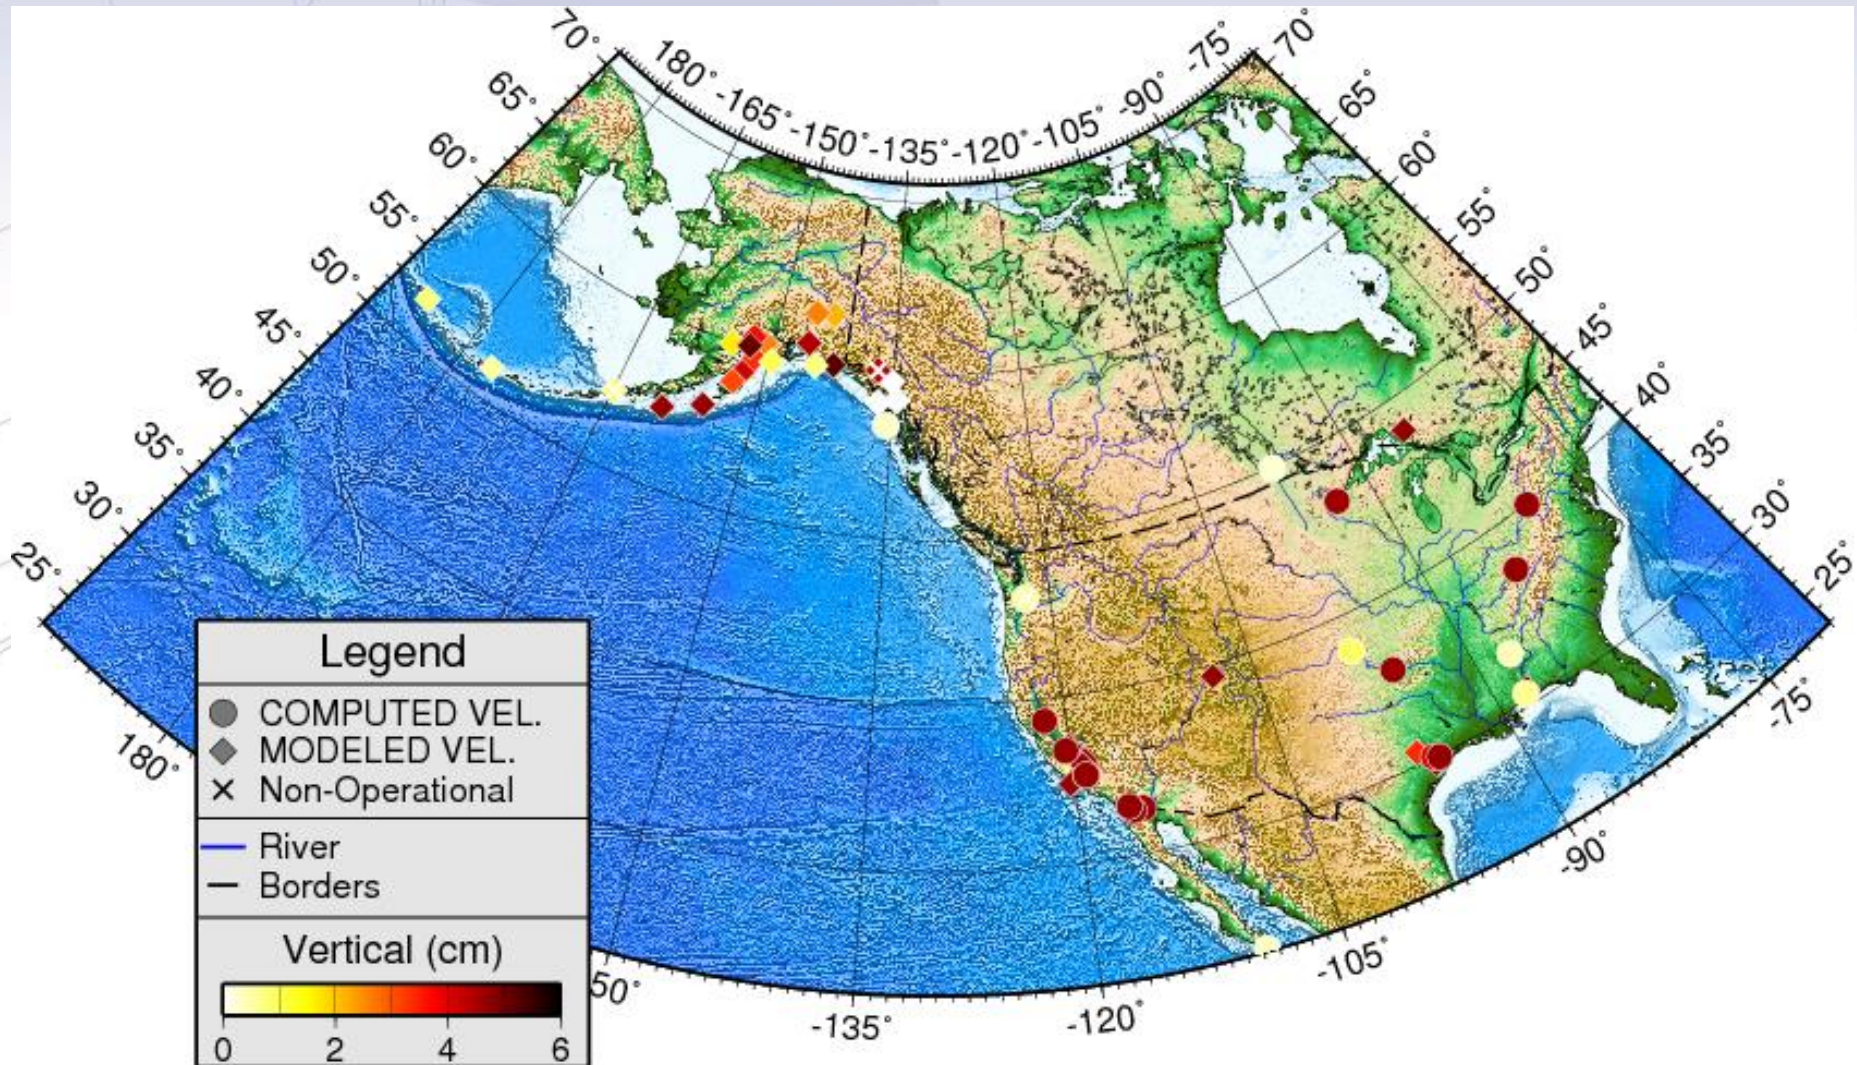 180° -165° -150° -135° -120° -105° -90° -75°
70° 65° 60° 55° 50° 45° 40° 35° 30° 25°
70° 65° 60° 55° 50° 45° 40° 35° 30° 25°
180° 50° -135° -120° -105° -90° -75°
Legend
COMPUTED VEL.
MODELED VEL.
Non-Operational
River
Borders
Vertical (cm)
0 2 4 6